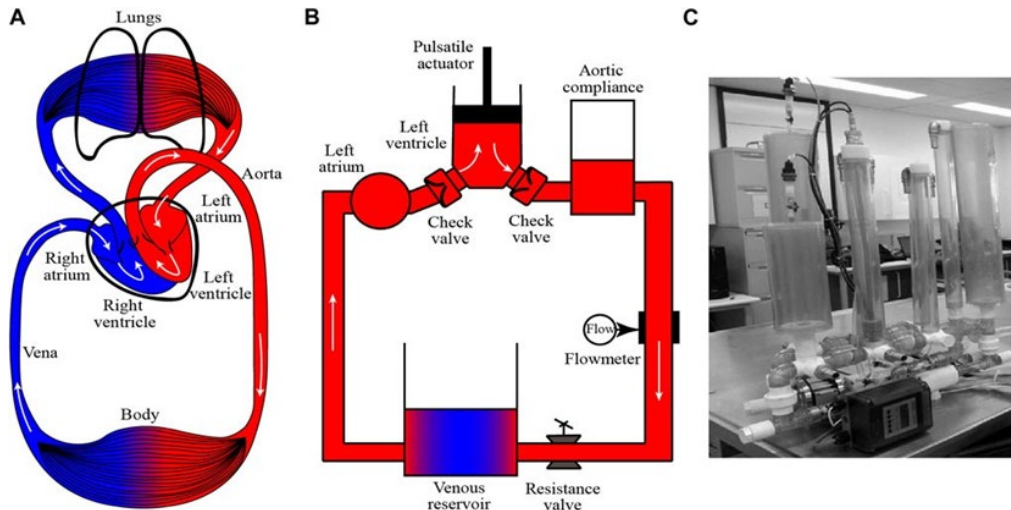 A
Lungs
Aorta
Left
atrium
Right
atrium
Left
ventricle
Right
ventricle
Vena
Body
B
Pulsatile
actuator
Aortic
compliance
Left
ventricle
Left
atrium
Check
valve
Check
valve
Flow
Flowmeter
Venous
reservoir
Resistance
valve
C